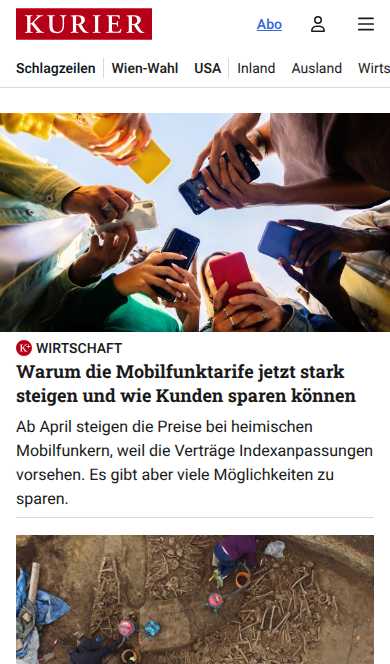 KURIER
Abo
Schlagzeilen
Wien-Wahl
USA
Inland
Ausland
Wirts
K+ WIRTSCHAFT
Warum die Mobilfunktarife jetzt stark
steigen und wie Kunden sparen können
Ab April steigen die Preise bei heimischen
Mobilfunkern, weil die Verträge Indexanpassungen
vorsehen. Es gibt aber viele Möglichkeiten zu
sparen.